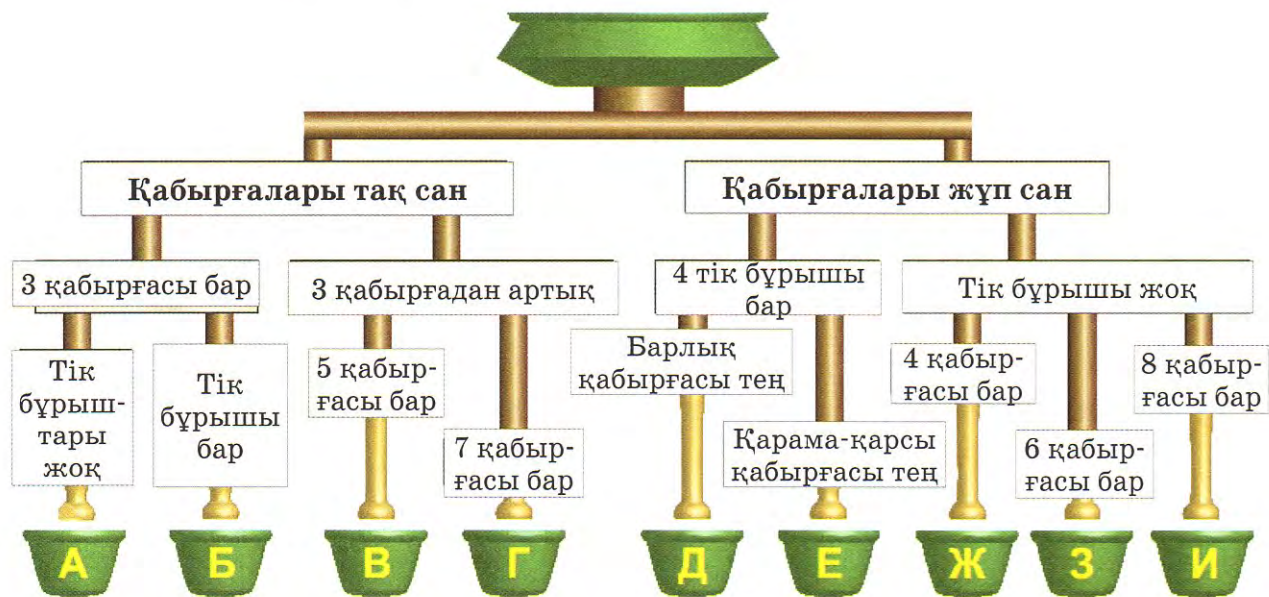 Қабырғалары тақ сан
Қабырғалары жұп сан
3 қабырғасы бар
3 қабырғадан артық
4 тік бұрышы
бар
Тік бұрышы жоқ
Тік
бұрыш-
тары
жоқ
Тік
бұрышы
бар
5 қабыр-
ғасы бар
7 қабыр-
ғасы бар
Барлық
қабырғасы тең
Қарама-қарсы
қабырғасы тең
4 қабыр-
ғасы бар
6 қабыр-
ғасы бар
8 қабыр-
ғасы бар
А
Б
В
Г
Д
Е
Ж
З
И